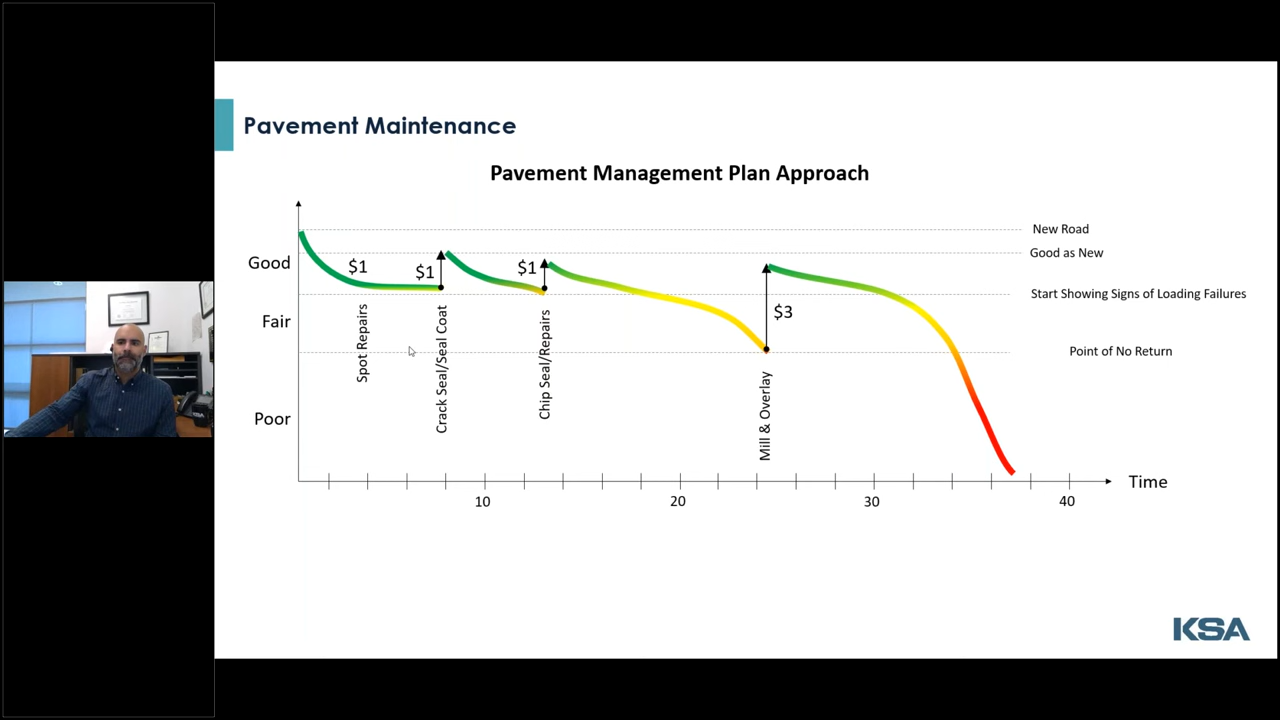 Pavement Maintenance
Pavement Management Plan Approach
New Road
Good as New
Good
$1
$1
$1
Start Showing Signs of Loading Failures
Fair
$3
Point of No Return
Spot Repairs
Crack Seal/Seal Coat
Chip Seal/Repairs
Mill & Overlay
Poor
Time
10
20
30
40
KSA
KSA